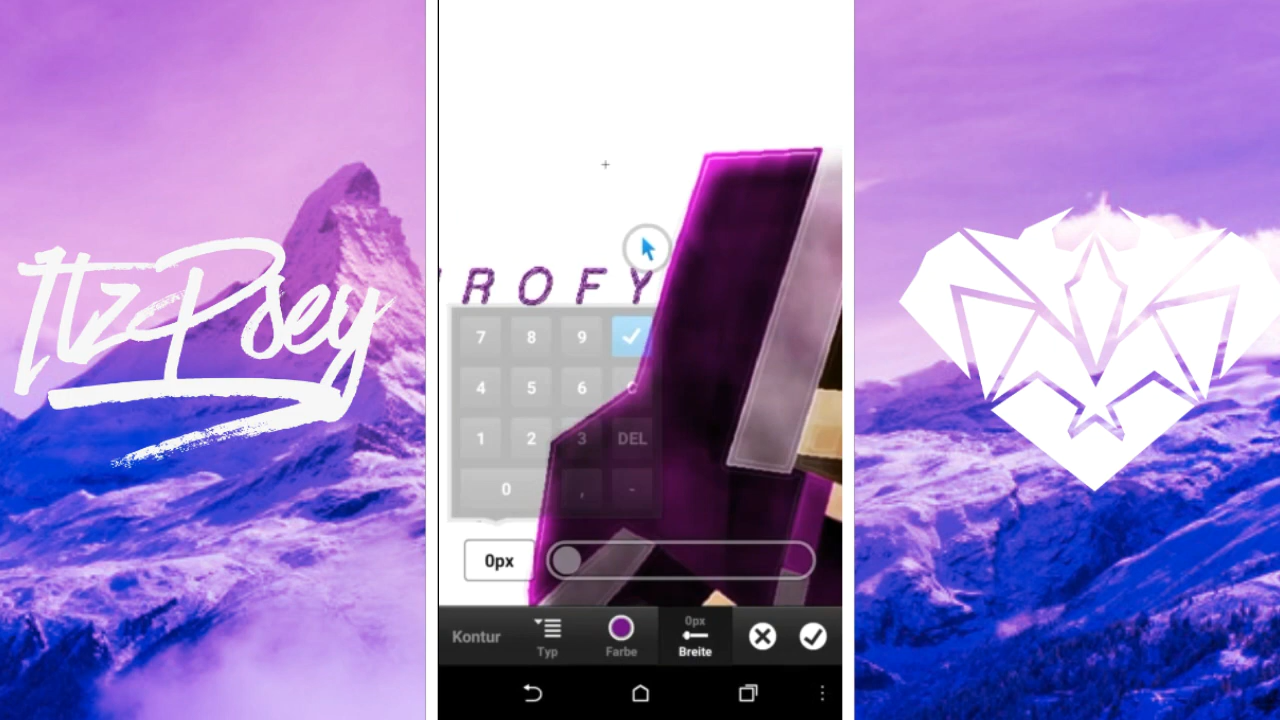 ItzPsey
ROFY
7 8 9
4 5 6 C
1 2 3 DEL
0 , -
0px
Kontur
Typ
Farbe
0px
Breite